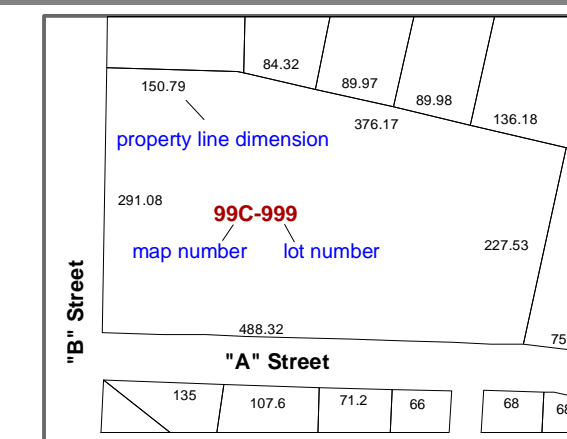 84.32
150.79
89.97
89.98
136.18
376.17
property line dimension
291.08
99C-999
map number
lot number
227.53
"B" Street
488.32
75
"A" Street
135
107.6
71.2
66
68
68